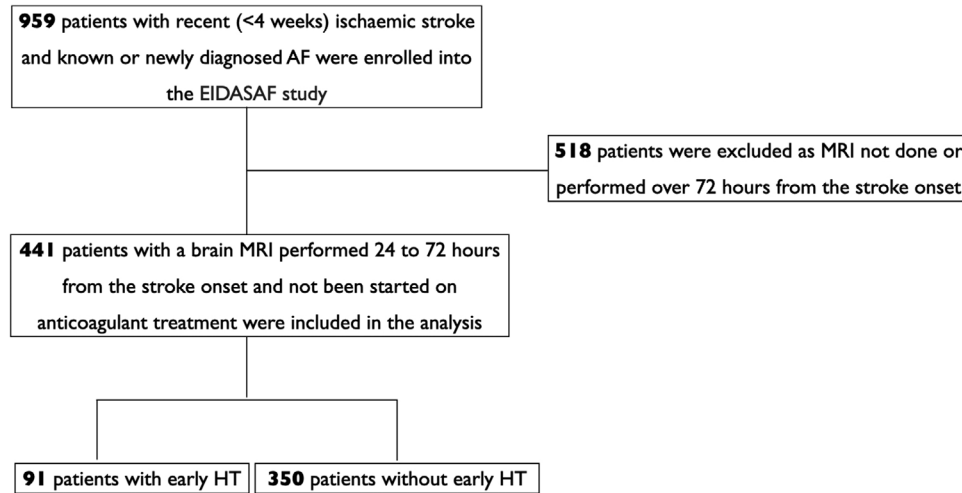 959 patients with recent (<4 weeks) ischaemic stroke
and known or newly diagnosed AF were enrolled into
the EIDASAF study
518 patients were excluded as MRI not done or
performed over 72 hours from the stroke onset
441 patients with a brain MRI performed 24 to 72 hours
from the stroke onset and not been started on
anticoagulant treatment were included in the analysis
91 patients with early HT
350 patients without early HT